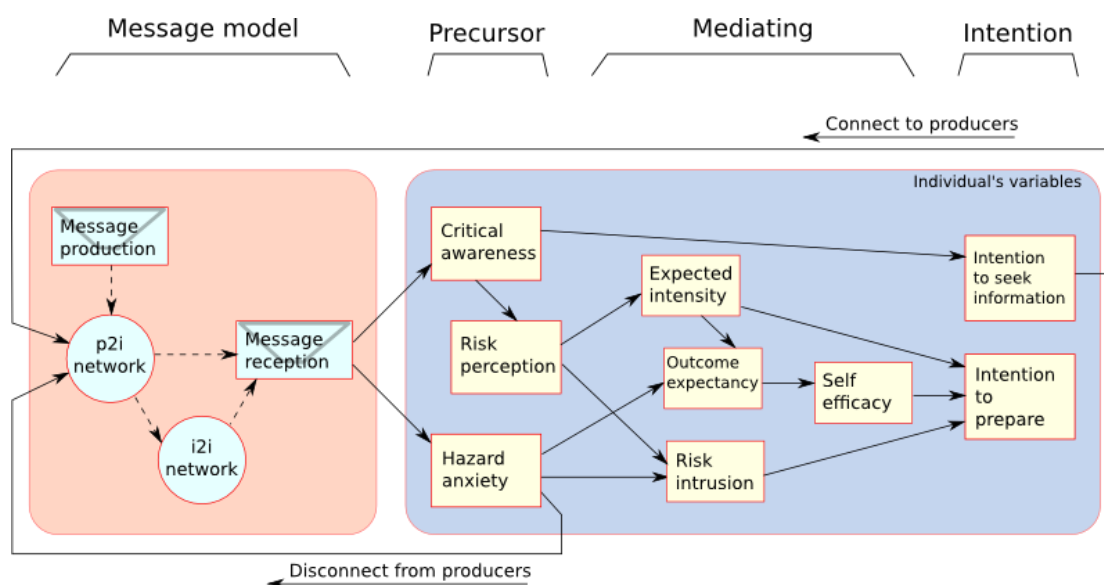 Message model
Precursor
Mediating
Intention
Connect to producers
Individual's variables
Message
production
p2i
network
i2i
network
Message
reception
Critical
awareness
Risk
perception
Hazard
anxiety
Expected
intensity
Outcome
expectancy
Self
efficacy
Risk
intrusion
Intention
to seek
information
Intention
to
prepare
Disconnect from producers